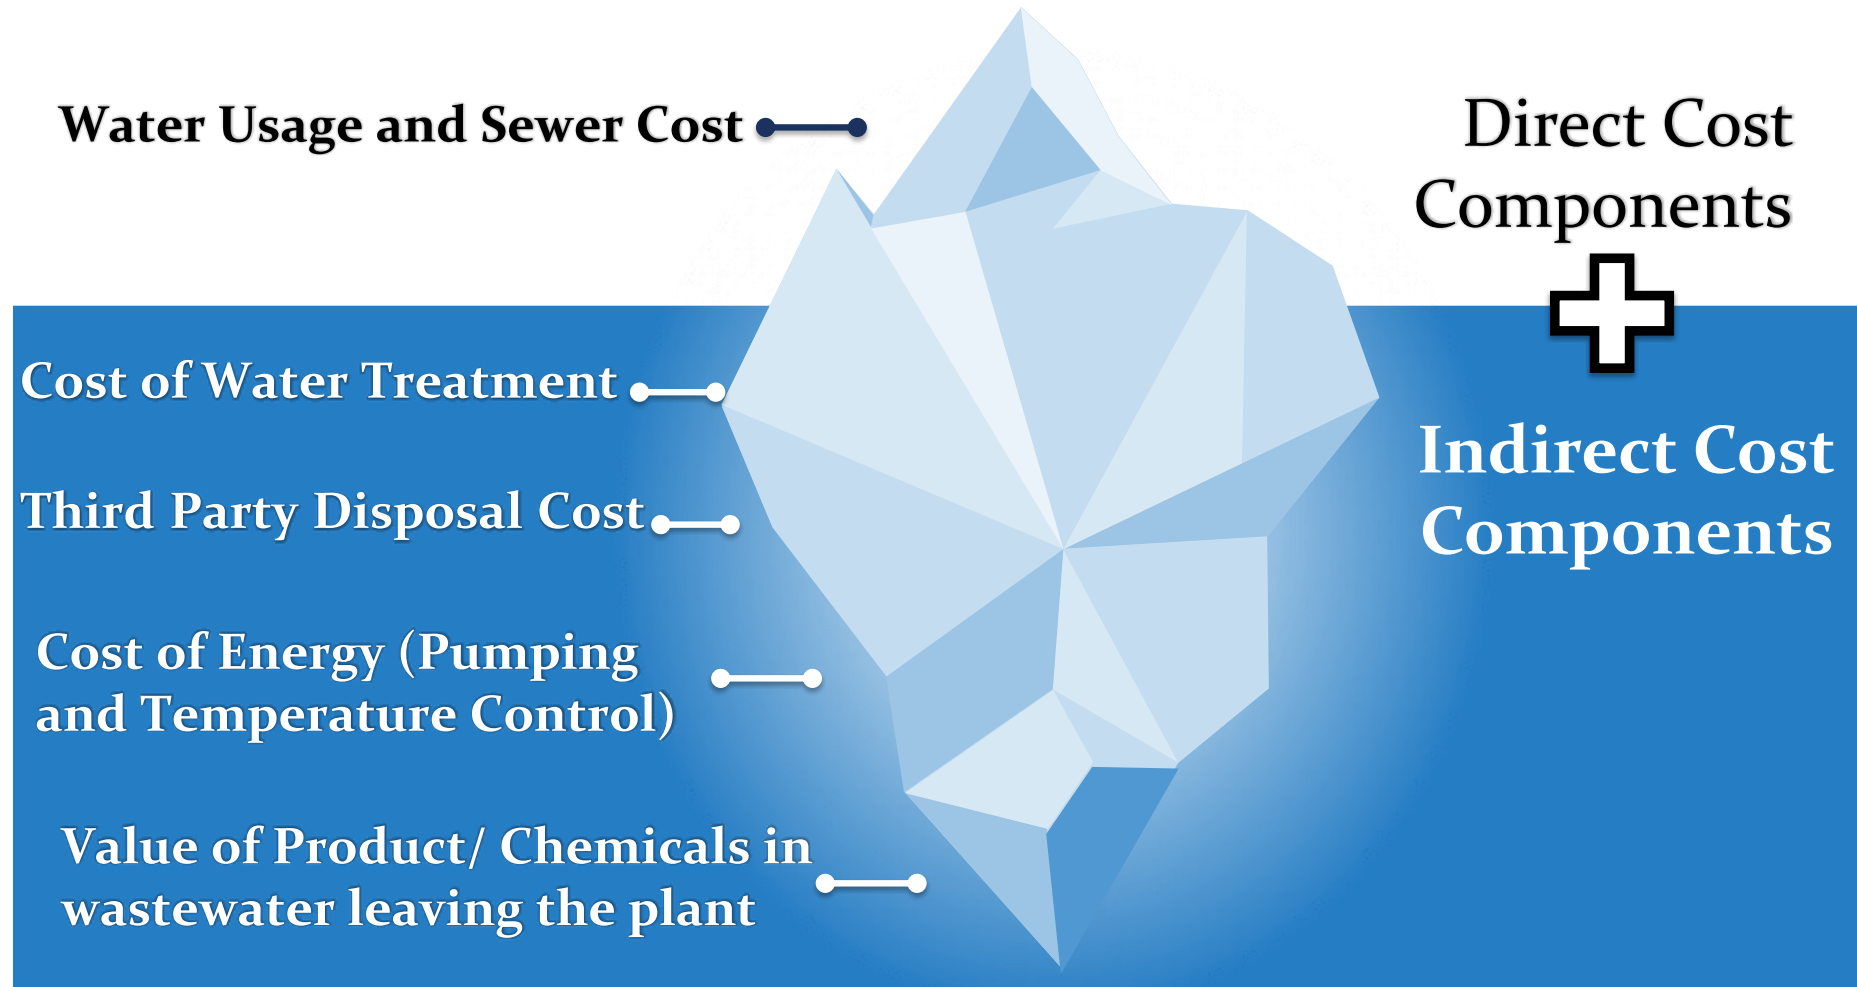 Water Usage and Sewer Cost
Direct Cost
Components
Cost of Water Treatment
Third Party Disposal Cost
Indirect Cost
Components
Cost of Energy (Pumping
and Temperature Control)
Value of Product/ Chemicals in
wastewater leaving the plant